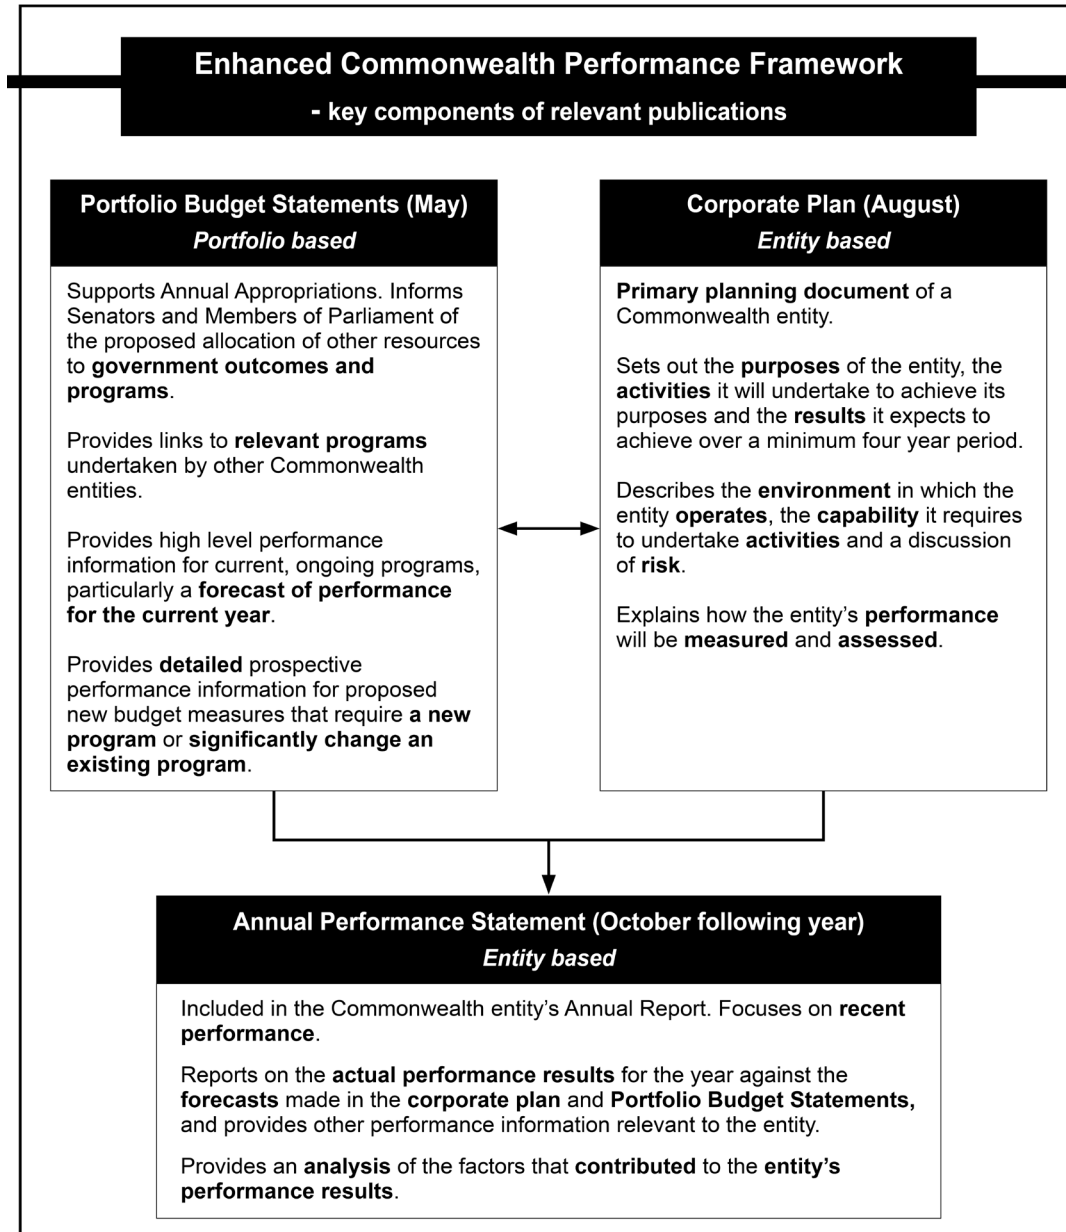 Enhanced Commonwealth Performance Framework
- key components of relevant publications
Portfolio Budget Statements (May)
Portfolio based
Supports Annual Appropriations. Informs
Senators and Members of Parliament of
the proposed allocation of other resources
to government outcomes and
programs.
Provides links to relevant programs
undertaken by other Commonwealth
entities.
Provides high level performance
information for current, ongoing programs,
particularly a forecast of performance
for the current year.
Provides detailed prospective
performance information for proposed
new budget measures that require a new
program or significantly change an
existing program.
Corporate Plan (August)
Entity based
Primary planning document of a
Commonwealth entity.
Sets out the purposes of the entity, the
activities it will undertake to achieve its
purposes and the results it expects to
achieve over a minimum four year period.
Describes the environment in which the
entity operates, the capability it requires
to undertake activities and a discussion
of risk.
Explains how the entity’s performance
will be measured and assessed.
Annual Performance Statement (October following year)
Entity based
Included in the Commonwealth entity’s Annual Report. Focuses on recent
performance.
Reports on the actual performance results for the year against the
forecasts made in the corporate plan and Portfolio Budget Statements,
and provides other performance information relevant to the entity.
Provides an analysis of the factors that contributed to the entity’s
performance results.